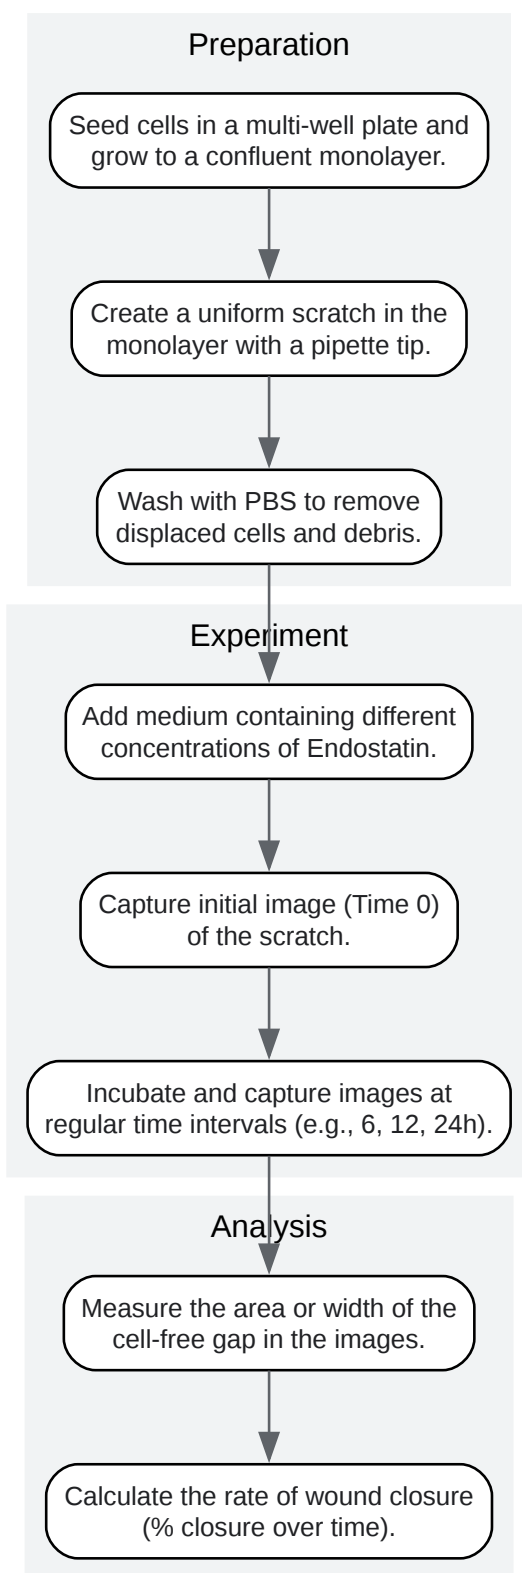 Preparation
Seed cells in a multi-well plate and
grow to a confluent monolayer.
Create a uniform scratch in the
monolayer with a pipette tip.
Wash with PBS to remove
displaced cells and debris.
Experiment
Add medium containing different
concentrations of Endostatin.
Capture initial image (Time 0)
of the scratch.
Incubate and capture images at
regular time intervals (e.g., 6, 12, 24h).
Analysis
Measure the area or width of the
cell-free gap in the images.
Calculate the rate of wound closure
(% closure over time).